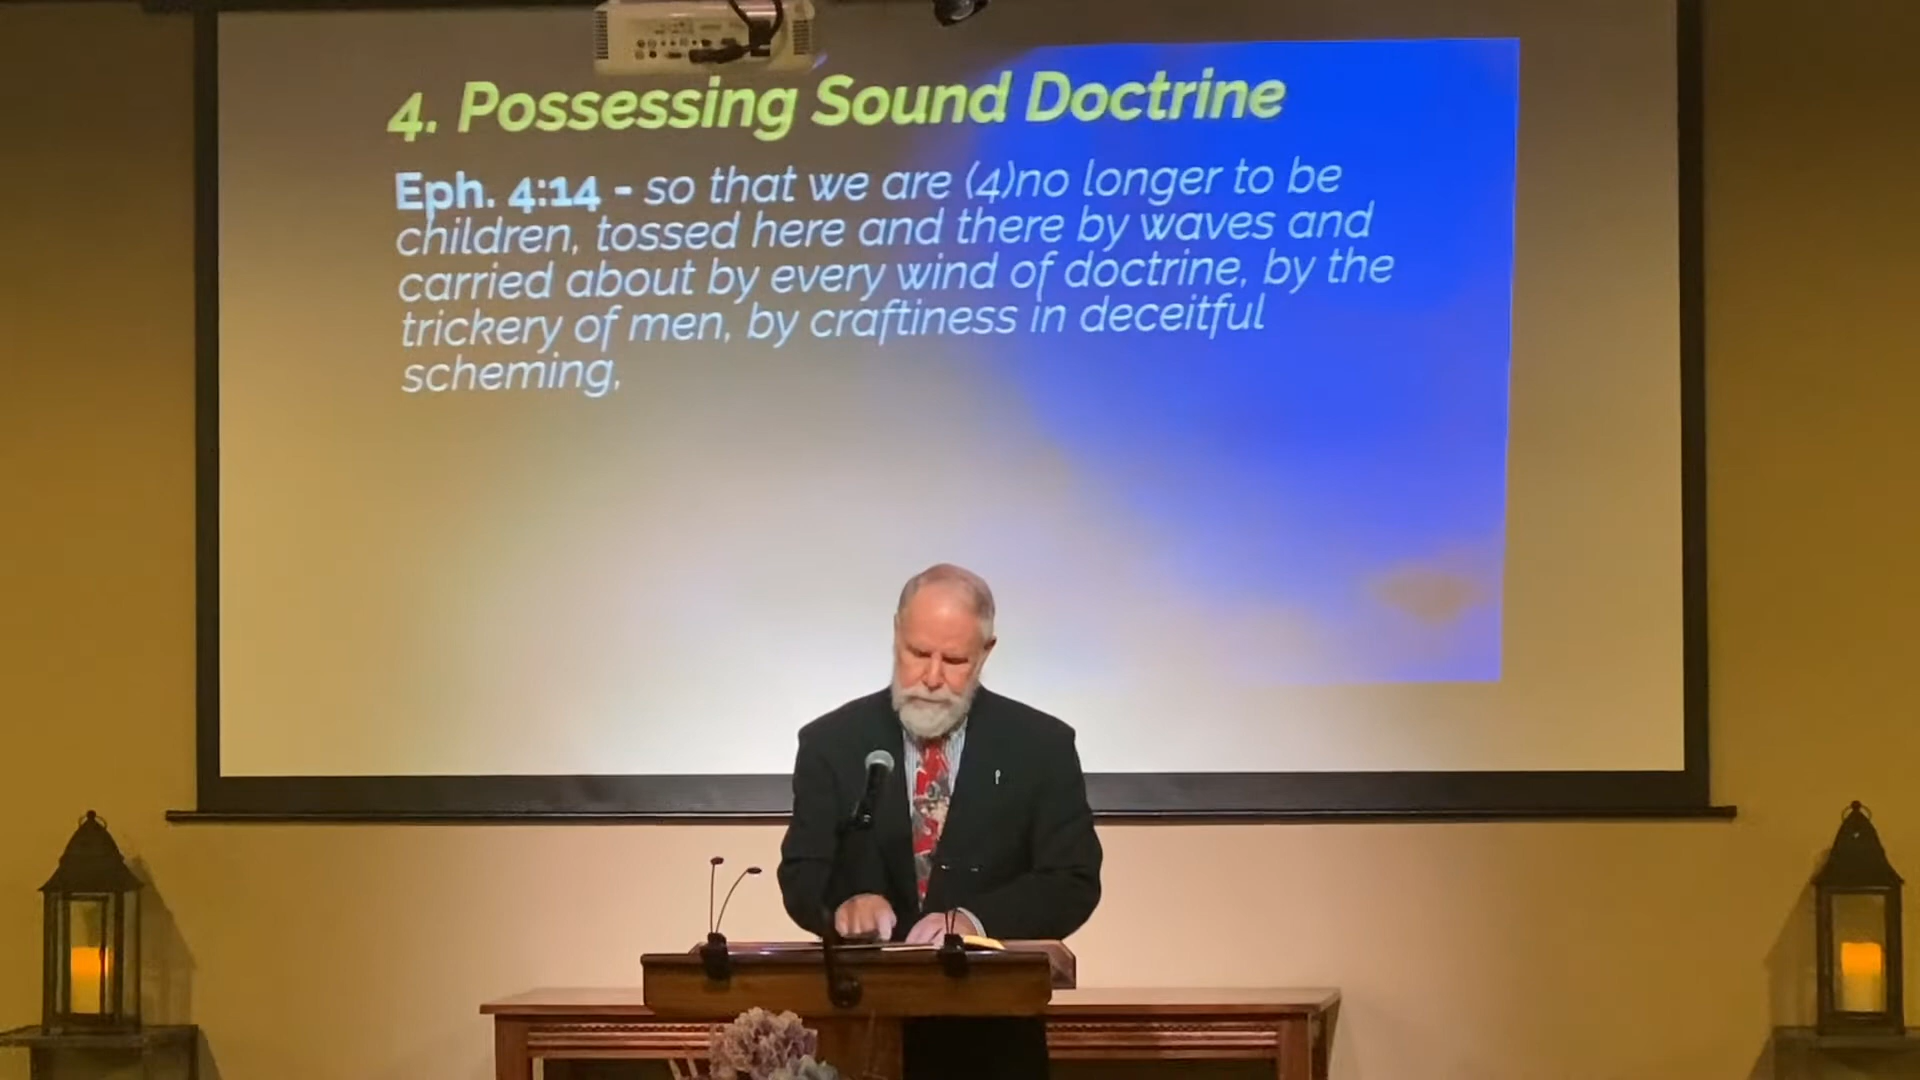 4. Possessing Sound Doctrine
Eph. 4:14 - so that we are (4)no longer to be
children, tossed here and there by waves and
carried about by every wind of doctrine, by the
trickery of men, by craftiness in deceitful
scheming,